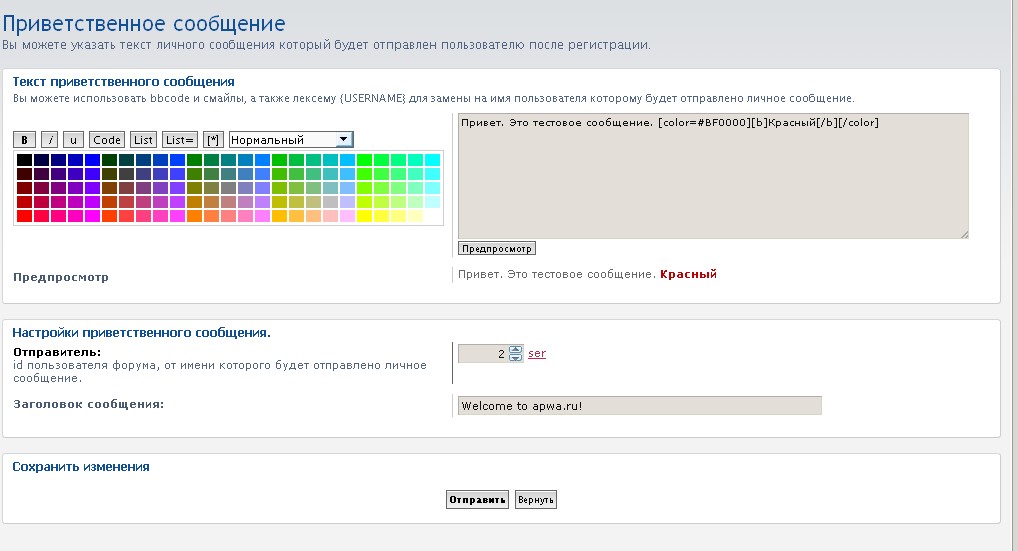 Приветственное сообщение
Вы можете указать текст личного сообщения который будет отправлен пользователю после регистрации.
Текст приветственного сообщения
Вы можете использовать bbcode и смайлы, а также лексему {USERNAME} для замены на имя пользователя которому будет отправлено личное сообщение.
B i u Code List List= [*] Нормальный
Привет. Это тестовое сообщение. [color=#BF0000][b]Красный[/b][/color]
Предпросмотр
Предпросмотр
Привет. Это тестовое сообщение. Красный
Настройки приветственного сообщения.
Отправитель:
id пользователя форума, от имени которого будет отправлено личное
сообщение.
2 ser
Заголовок сообщения:
Welcome to apwa.ru!
Сохранить изменения
Отправить Вернуть